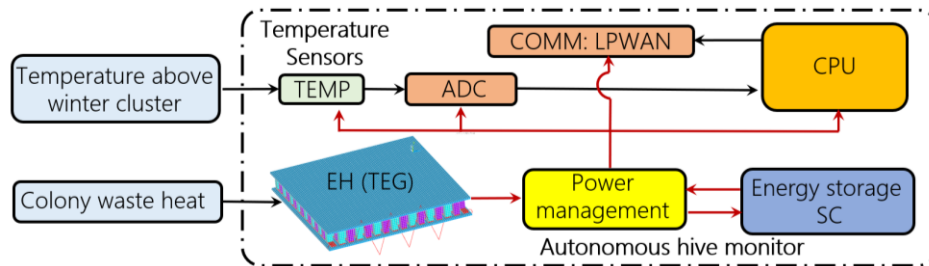 Temperature
Sensors
COMM: LPWAN
CPU
Temperature above
winter cluster
TEMP
ADC
Colony waste heat
EH (TEG)
Power
management
Energy storage
SC
Autonomous hive monitor